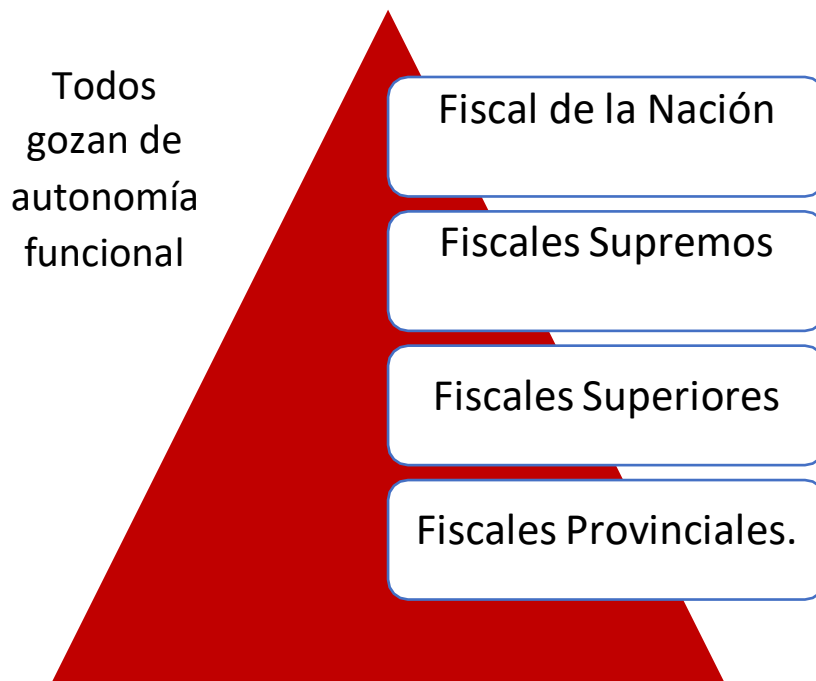 Todos
gozan de
autonomía
funcional
Fiscal de la Nación
Fiscales Supremos
Fiscales Superiores
Fiscales Provinciales.